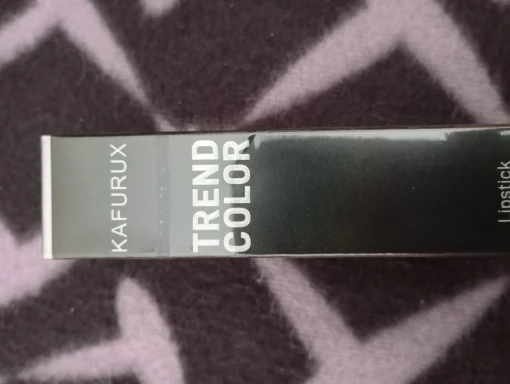 KAFURUX
TREND
COLOR
Lipstick